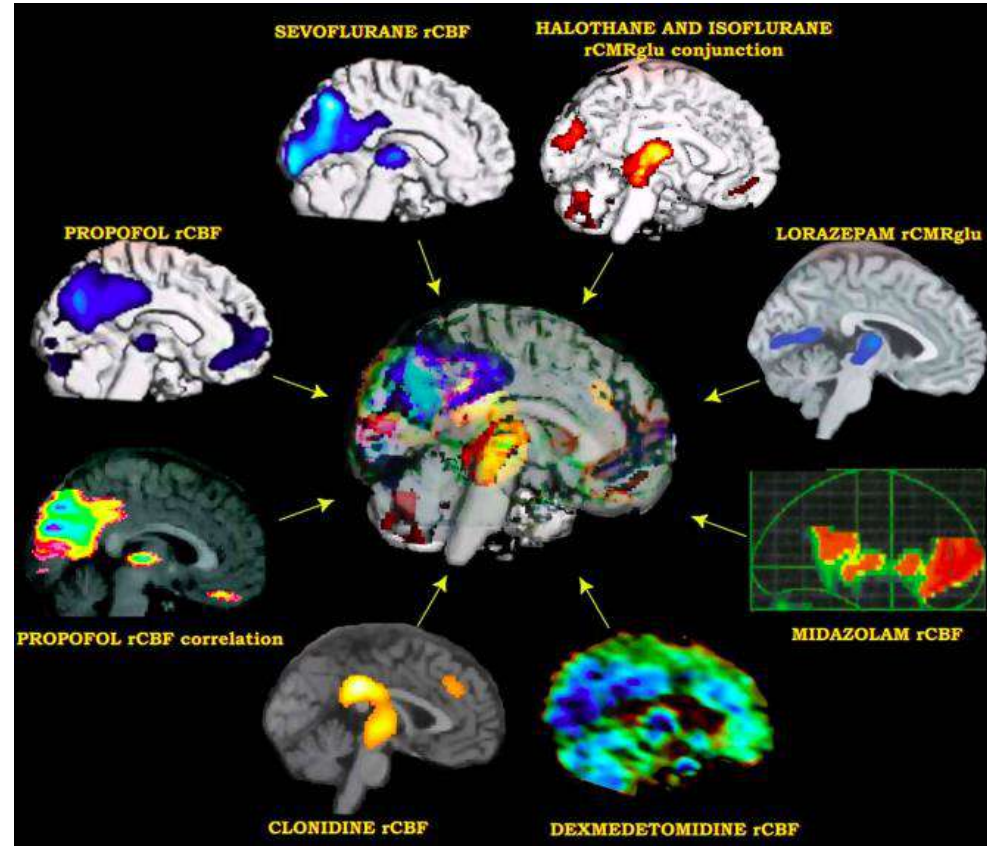 SEVOFLURANE rCBF
HALOTHANE AND ISOFLURANE
rCMRglu conjunction
PROPOFOL rCBF
LORAZEPAM rCMRglu
PROPOFOL rCBF correlation
MIDAZOLAM rCBF
CLONIDINE rCBF
DEXMEDETOMIDINE rCBF